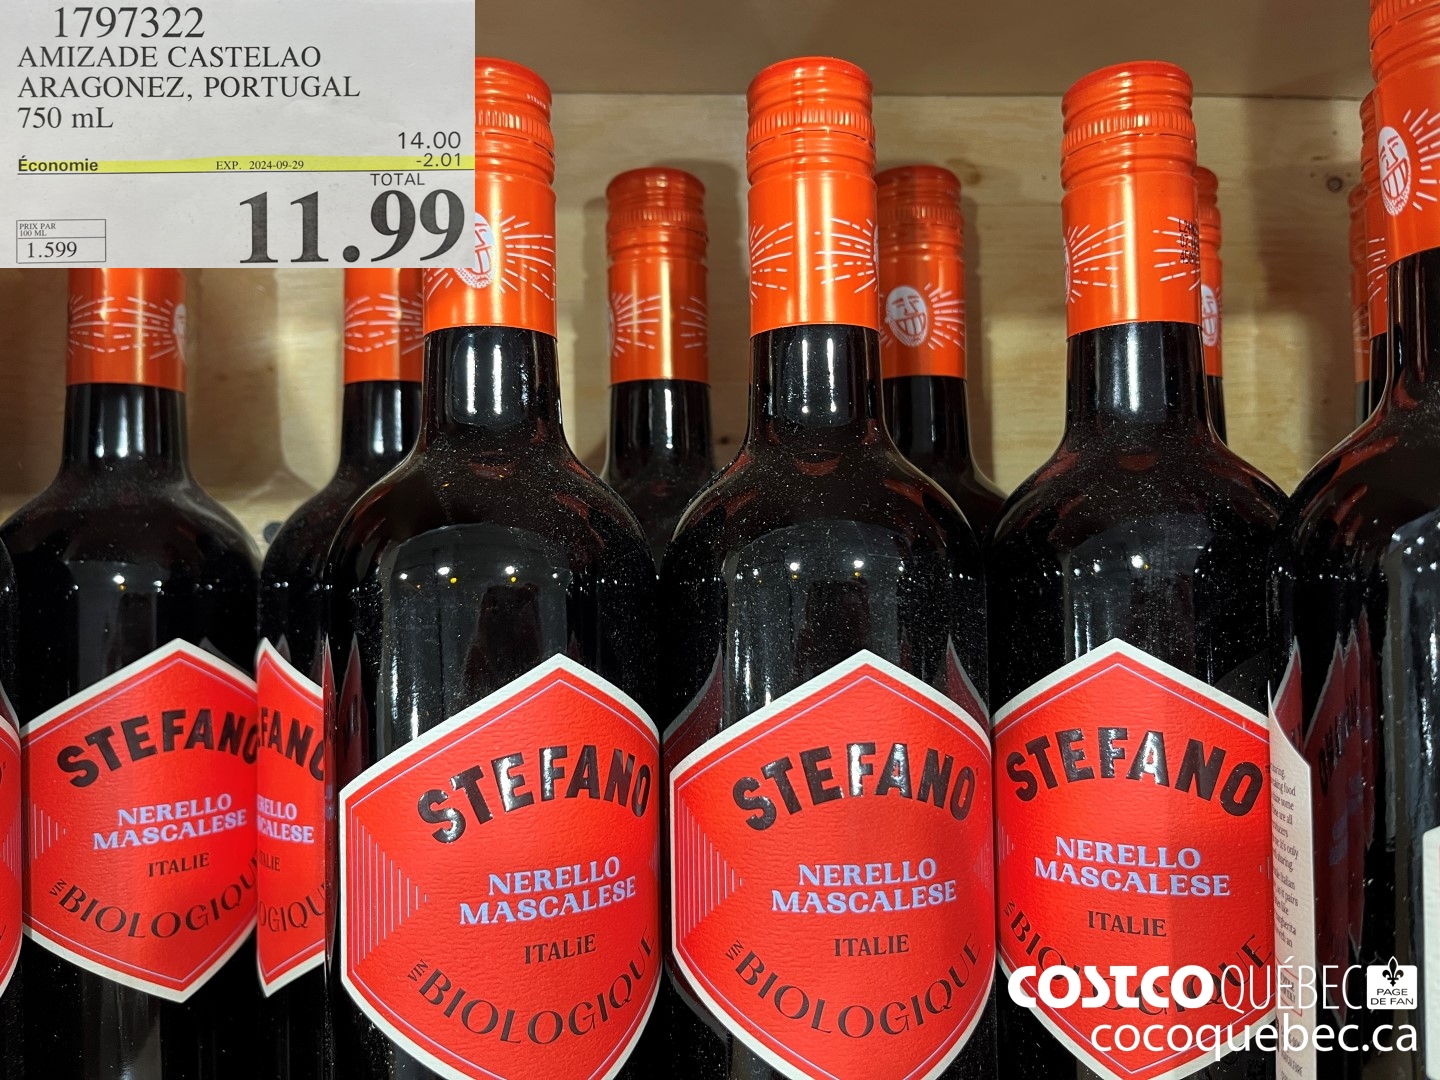 1797322
AMIZADE CASTELAO
ARAGONEZ, PORTUGAL
750 mL
14.00
Économie EXP. 2024-09-29 -2.01
TOTAL
11.99
PRIX PAR
100 ML
1.599
STEFANO
NERELLO
MASCALESE
ITALIE
VIN
BIOLOGIQUE
STEFANO
NERELLO
MASCALESE
ITALIE
VIN
BIOLOGIQUE
STEFANO
NERELLO
MASCALESE
ITALIE
VIN
BIOLOGIQUE
STEFANO
NERELLO
MASCALESE
ITALIE
COSTCO QUÉBEC
PAGE
DE FAN
cocoquebec.ca